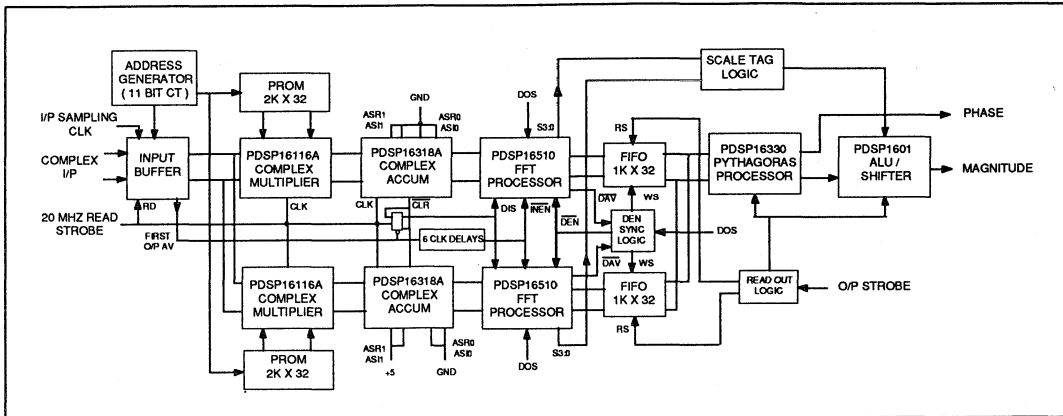 ADDRESS
GENERATOR
( 11 BIT CT )
PROM
2K X 32
I/P SAMPLING
CLK
COMPLEX
I/P
INPUT
BUFFER
RD
20 MHZ READ
STROBE
FIRST
O/P AV
PDSP16116A
COMPLEX
MULTIPLIER
CLK
GND
ASR1
ASI1
ASR0
ASI0
PDSP16318A
COMPLEX
ACCUM
CLK
CLR
6 CLK DELAYS
DOS
S3:0
PDSP16510
FFT
PROCESSOR
DIS
INEN
DEN
DAV
SCALE TAG
LOGIC
RS
FIFO
1K X 32
WS
DEN
SYNC
LOGIC
DOS
PDSP16330
PYTHAGORAS
PROCESSOR
PDSP1601
ALU /
SHIFTER
PHASE
MAGNITUDE
PDSP16116A
COMPLEX
MULTIPLIER
PROM
2K X 32
PDSP16318A
COMPLEX
ACCUM
ASR1
ASI1
+5
ASR0
ASI0
GND
PDSP16510
FFT
PROCESSOR
DAV
DOS
S3:0
WS
FIFO
1K X 32
RS
READ OUT
LOGIC
O/P STROBE